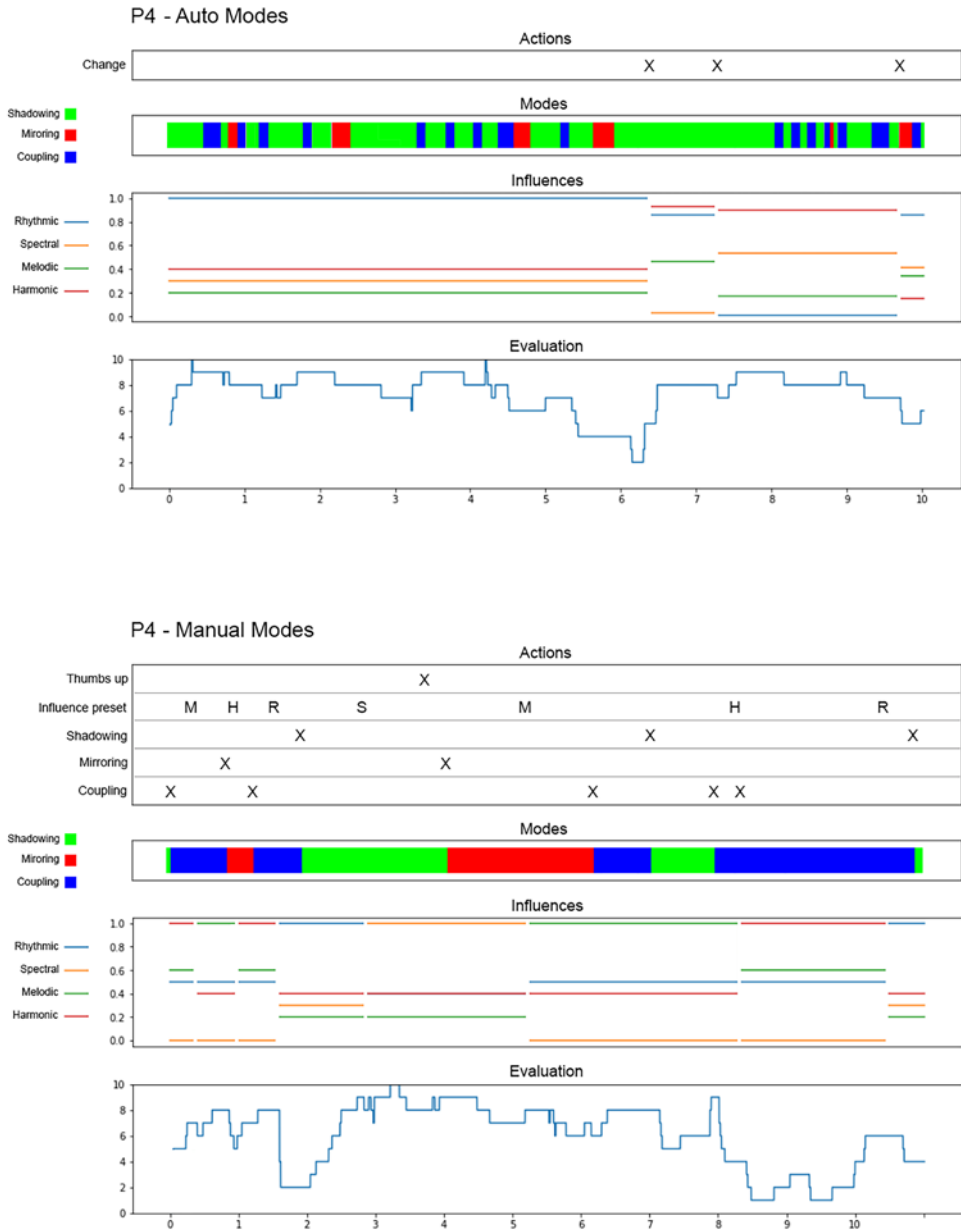 P4 - Auto Modes
Actions
Change X X X
Modes
Shadowing
Miroring
Coupling
Influences
1.0
Rhythmic 0.8
Spectral 0.6
Melodic 0.4
Harmonic 0.2
0.0
Evaluation
10
8
6
4
2
0
0 1 2 3 4 5 6 7 8 9 10
P4 - Manual Modes
Actions
Thumbs up X
Influence preset M H R S M H R
Shadowing X X X
Mirroring X X
Coupling X X X X X
Modes
Shadowing
Miroring
Coupling
Influences
1.0
Rhythmic 0.8
Spectral 0.6
Melodic 0.4
Harmonic 0.2
0.0
Evaluation
10
8
6
4
2
0
0 1 2 3 4 5 6 7 8 9 10